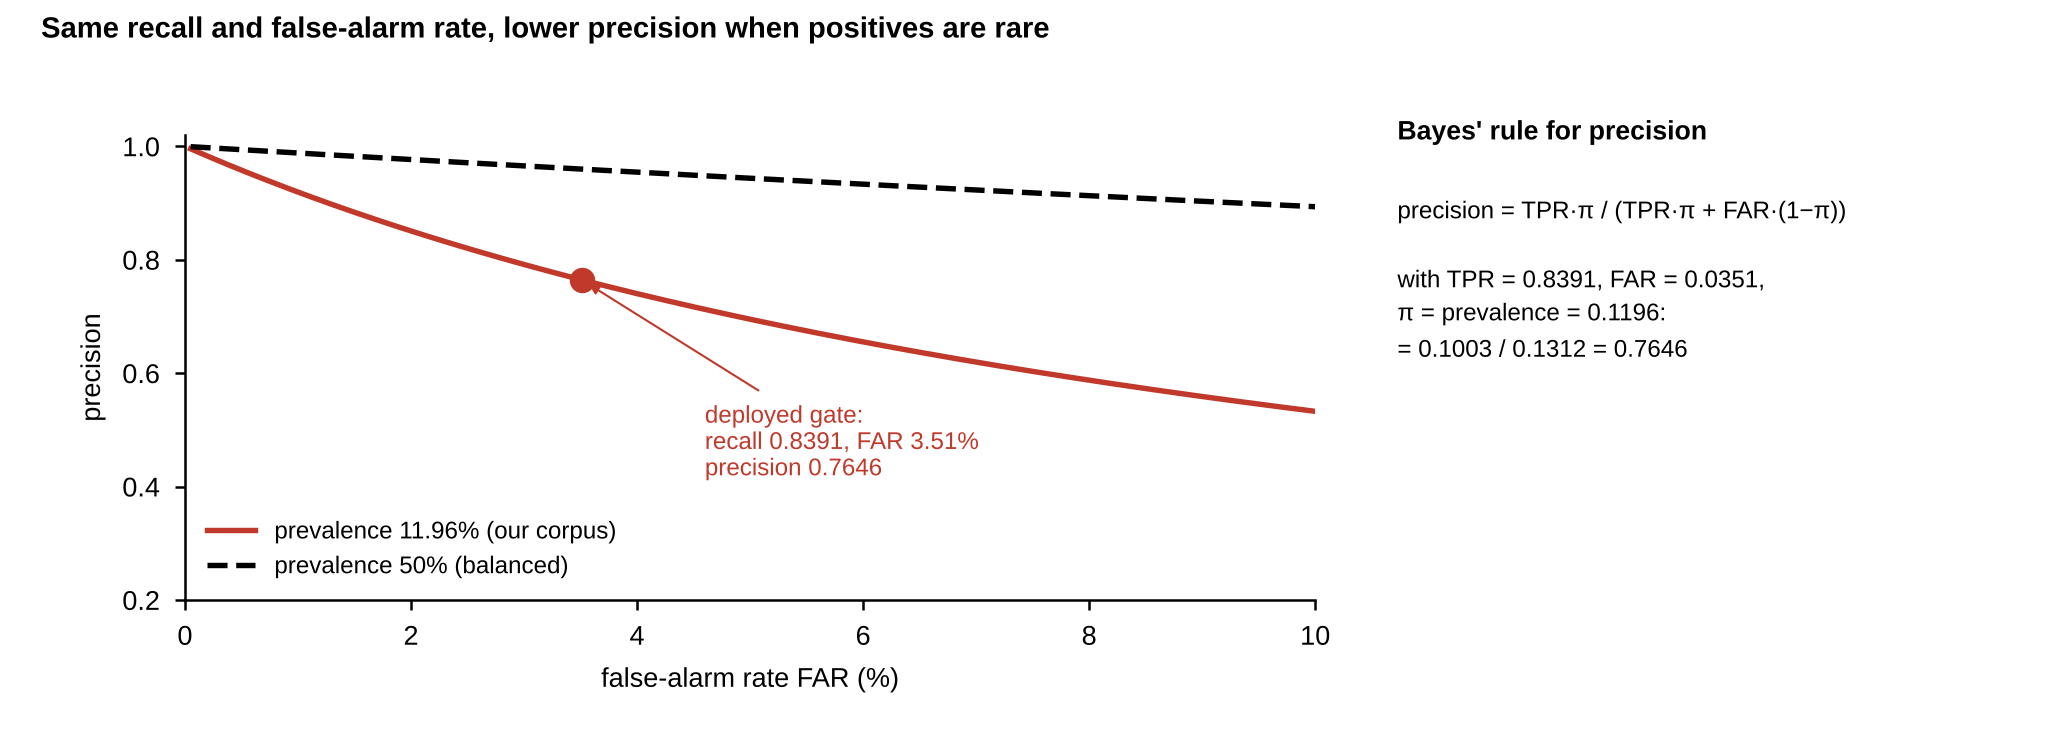 Same recall and false-alarm rate, lower precision when positives are rare
1.0
0.8
0.6
0.4
0.2
precision
0
2
4
6
8
10
false-alarm rate FAR (%)
deployed gate:
recall 0.8391, FAR 3.51%
precision 0.7646
prevalence 11.96% (our corpus)
prevalence 50% (balanced)
Bayes' rule for precision
precision = TPR·π / (TPR·π + FAR·(1−π))
with TPR = 0.8391, FAR = 0.0351,
π = prevalence = 0.1196:
= 0.1003 / 0.1312 = 0.7646